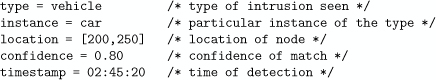 type = vehicle /* type of intrusion seen */
instance = car /* particular instance of the type */
location = [200,250] /* location of node */
confidence = 0.80 /* confidence of match */
timestamp = 02:45:20 /* time of detection */